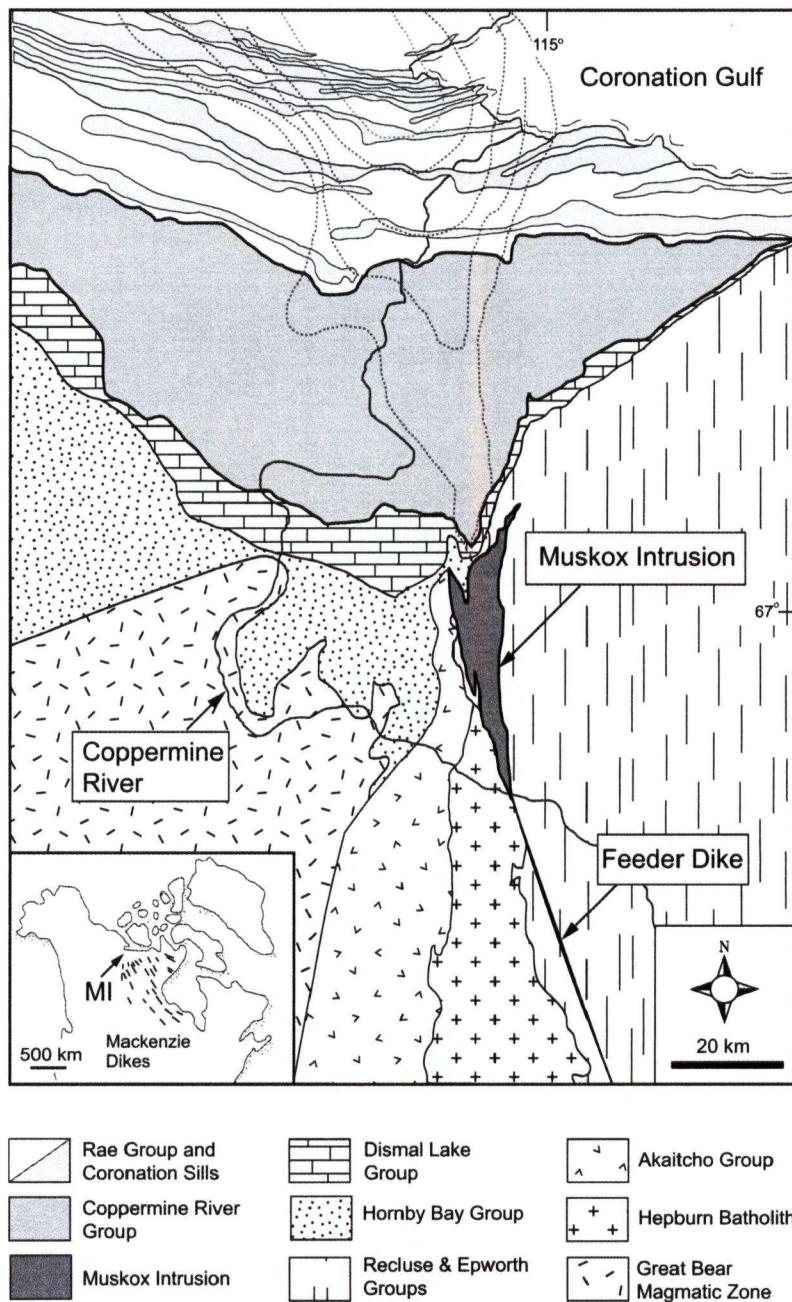 115°
Coronation Gulf
Muskox Intrusion
67°
Coppermine
River
Feeder Dike
MI
Mackenzie
Dikes
500 km
N
20 km
Rae Group and
Coronation Sills
Dismal Lake
Group
Akaitcho Group
Coppermine River
Group
Hornby Bay Group
Hepburn Batholith
Muskox Intrusion
Recluse & Epworth
Groups
Great Bear
Magmatic Zone